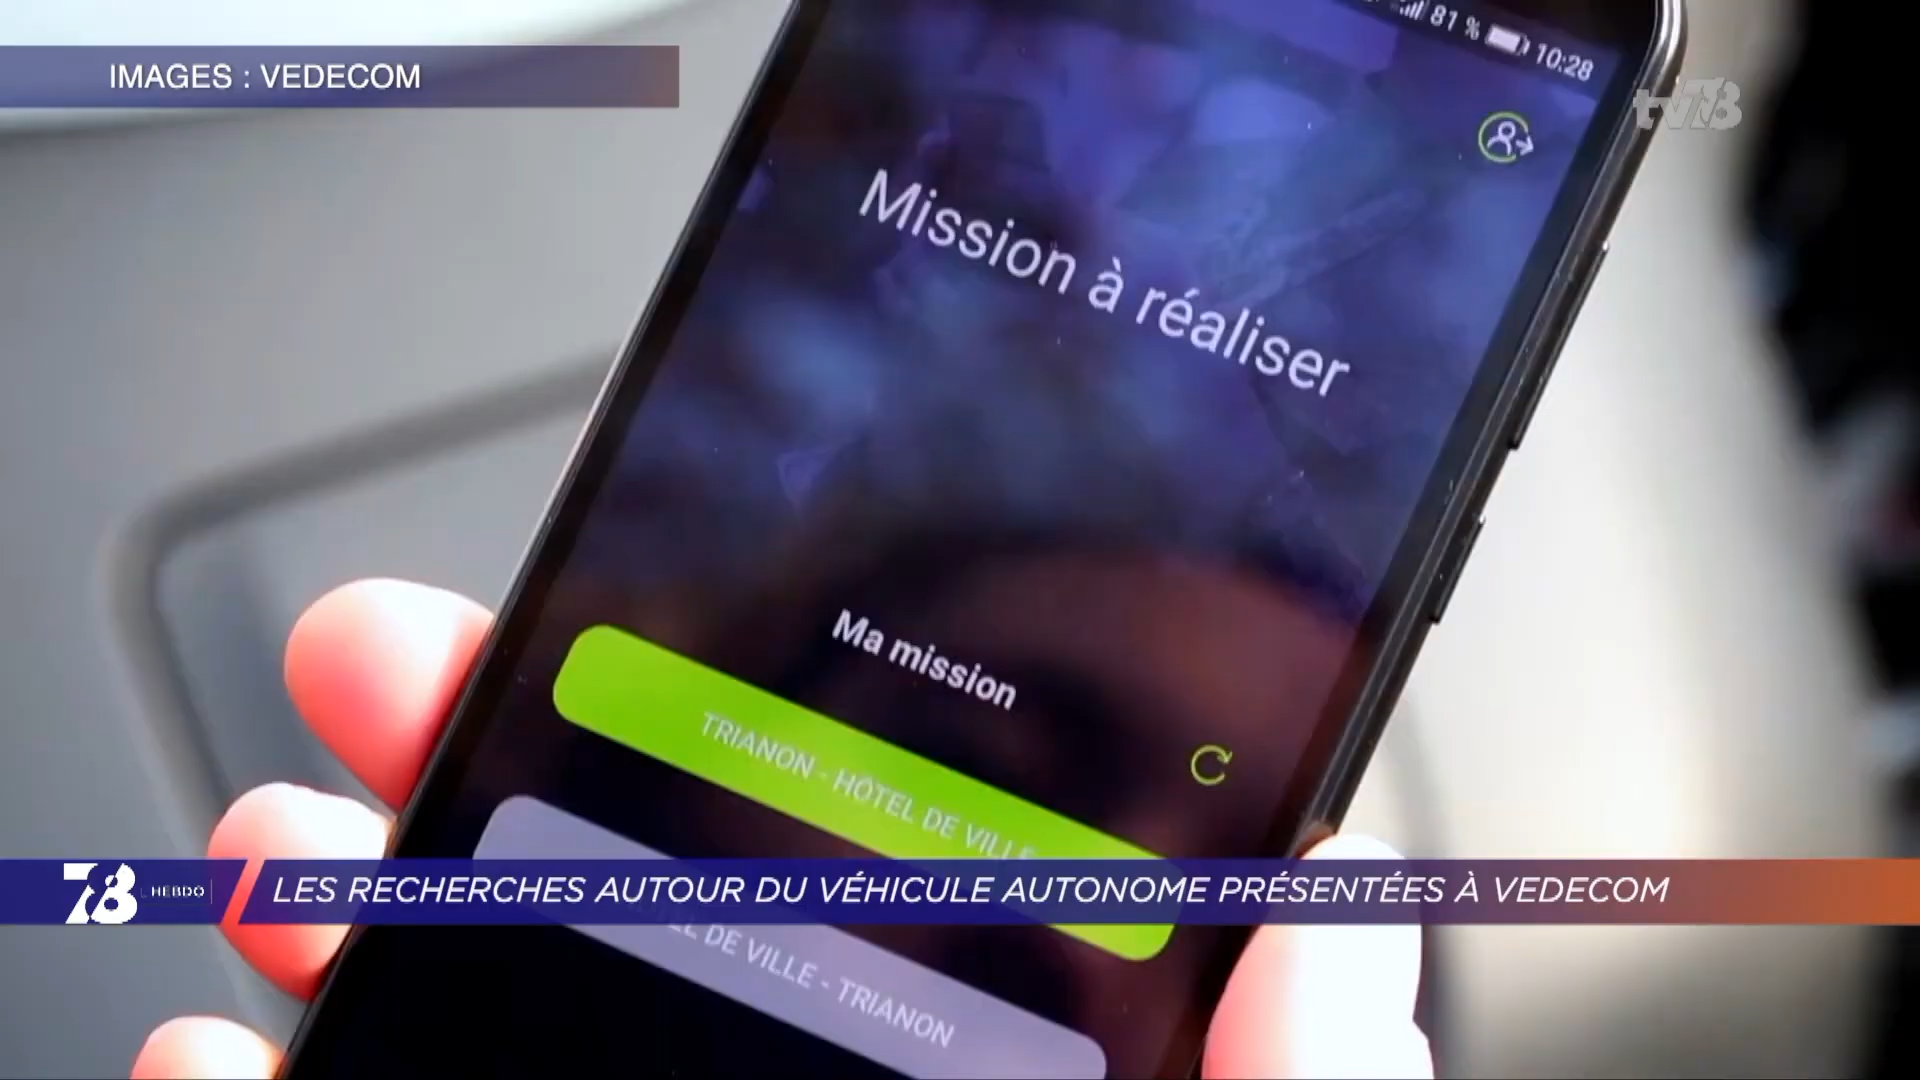 IMAGES : VEDECOM
81 % 10:28
tv78
Mission à réaliser
Ma mission
TRIANON - HÔTEL DE VILLE
78 L'HEBDO
LES RECHERCHES AUTOUR DU VÉHICULE AUTONOME PRÉSENTÉES À VEDECOM
DE VILLE - TRIANON